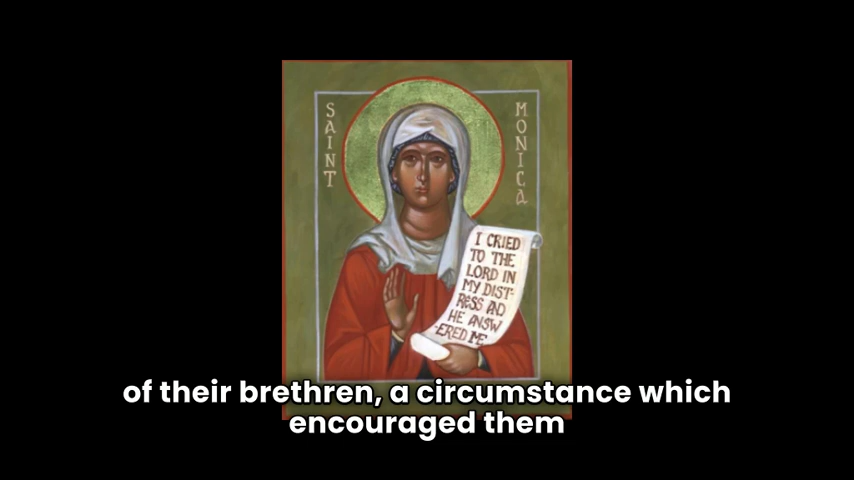 SAINT
MONICA
I CRIED
TO THE
LORD IN
MY DIST-
RESS AND
HE ANSW
-ERED ME
of their brethren, a circumstance which
encouraged them